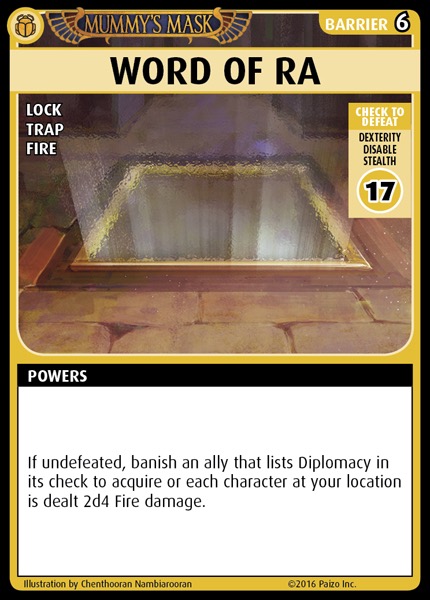 MUMMY'S MASK
BARRIER 6
WORD OF RA
LOCK
TRAP
FIRE
CHECK TO
DEFEAT
DEXTERITY
DISABLE
STEALTH
17
POWERS
If undefeated, banish an ally that lists Diplomacy in
its check to acquire or each character at your location
is dealt 2d4 Fire damage.
Illustration by Chenthooran Nambiarooran ©2016 Paizo Inc.